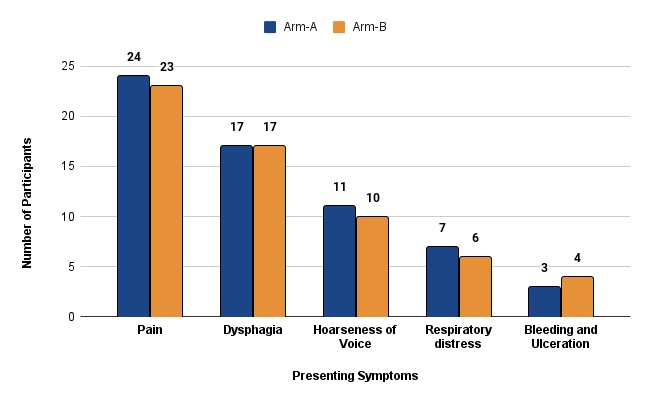 Arm-A Arm-B
24 23
17 17
11 10
7 6
3 4
25
20
15
10
5
0
Number of Participants
Pain
Dysphagia
Hoarseness of
Voice
Respiratory
distress
Bleeding and
Ulceration
Presenting Symptoms